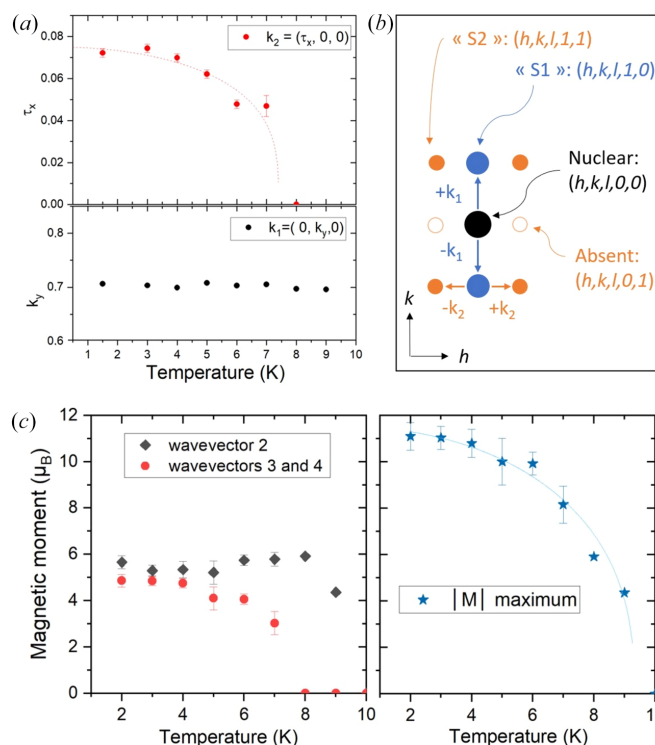 (a)
k2 = (τx, 0, 0)
τx
0.08
0.06
0.04
0.02
0.00
0.8
k1=( 0, ky,0)
ky
0.7
0.6
1 2 3 4 5 6 7 8 9 10
Temperature (K)
(b)
« S2 »: (h,k,l,1,1)
« S1 »: (h,k,l,1,0)
Nuclear:
(h,k,l,0,0)
+k1
-k1
Absent:
(h,k,l,0,1)
-k2 +k2
k
h
(c)
Magnetic moment (μB)
12
10
8
6
4
2
0
wavevector 2
wavevectors 3 and 4
2 4 6 8 10
Temperature (K)
|M| maximum
2 4 6 8 10
Temperature (K)